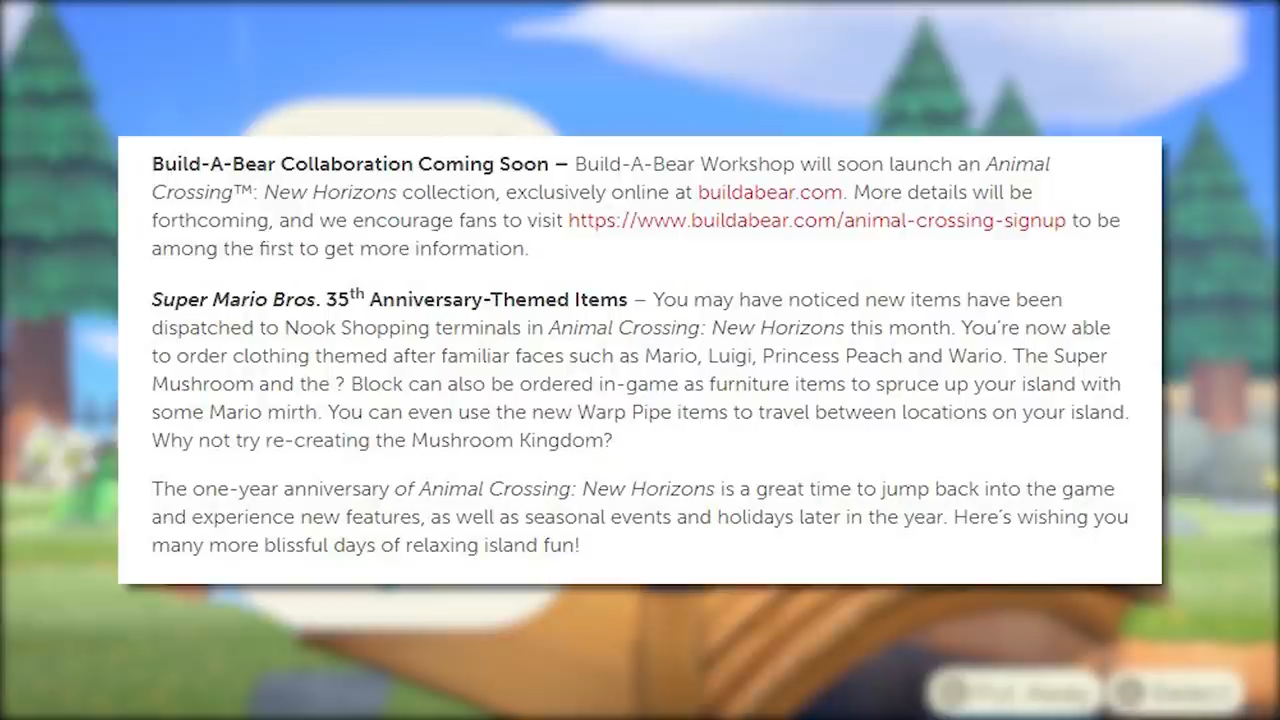 Build-A-Bear Collaboration Coming Soon – Build-A-Bear Workshop will soon launch an Animal
Crossing™: New Horizons collection, exclusively online at buildabear.com. More details will be
forthcoming, and we encourage fans to visit https://www.buildabear.com/animal-crossing-signup to be
among the first to get more information.
Super Mario Bros. 35th Anniversary-Themed Items – You may have noticed new items have been
dispatched to Nook Shopping terminals in Animal Crossing: New Horizons this month. You’re now able
to order clothing themed after familiar faces such as Mario, Luigi, Princess Peach and Wario. The Super
Mushroom and the ? Block can also be ordered in-game as furniture items to spruce up your island with
some Mario mirth. You can even use the new Warp Pipe items to travel between locations on your island.
Why not try re-creating the Mushroom Kingdom?
The one-year anniversary of Animal Crossing: New Horizons is a great time to jump back into the game
and experience new features, as well as seasonal events and holidays later in the year. Here’s wishing you
many more blissful days of relaxing island fun!